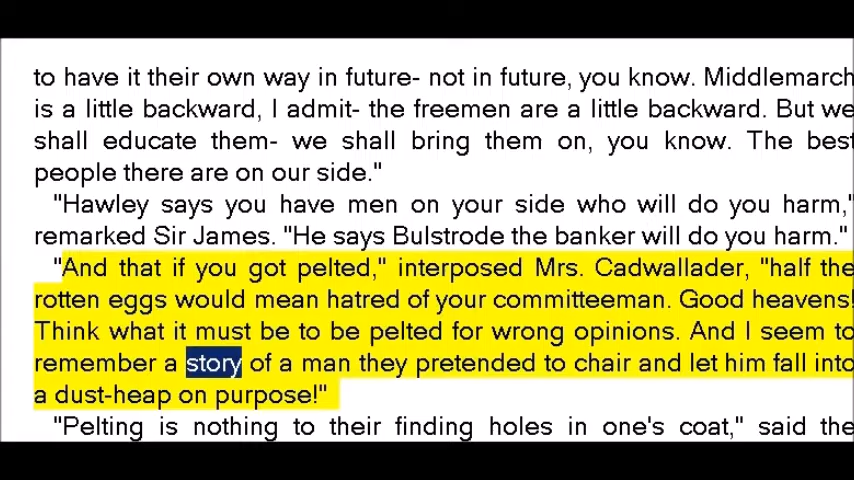 to have it their own way in future- not in future, you know. Middlemarch
is a little backward, I admit- the freemen are a little backward. But we
shall educate them- we shall bring them on, you know. The best
people there are on our side."
"Hawley says you have men on your side who will do you harm,"
remarked Sir James. "He says Bulstrode the banker will do you harm."
"And that if you got pelted," interposed Mrs. Cadwallader, "half the
rotten eggs would mean hatred of your committeeman. Good heavens!
Think what it must be to be pelted for wrong opinions. And I seem to
remember a story of a man they pretended to chair and let him fall into
a dust-heap on purpose!"
"Pelting is nothing to their finding holes in one's coat," said the